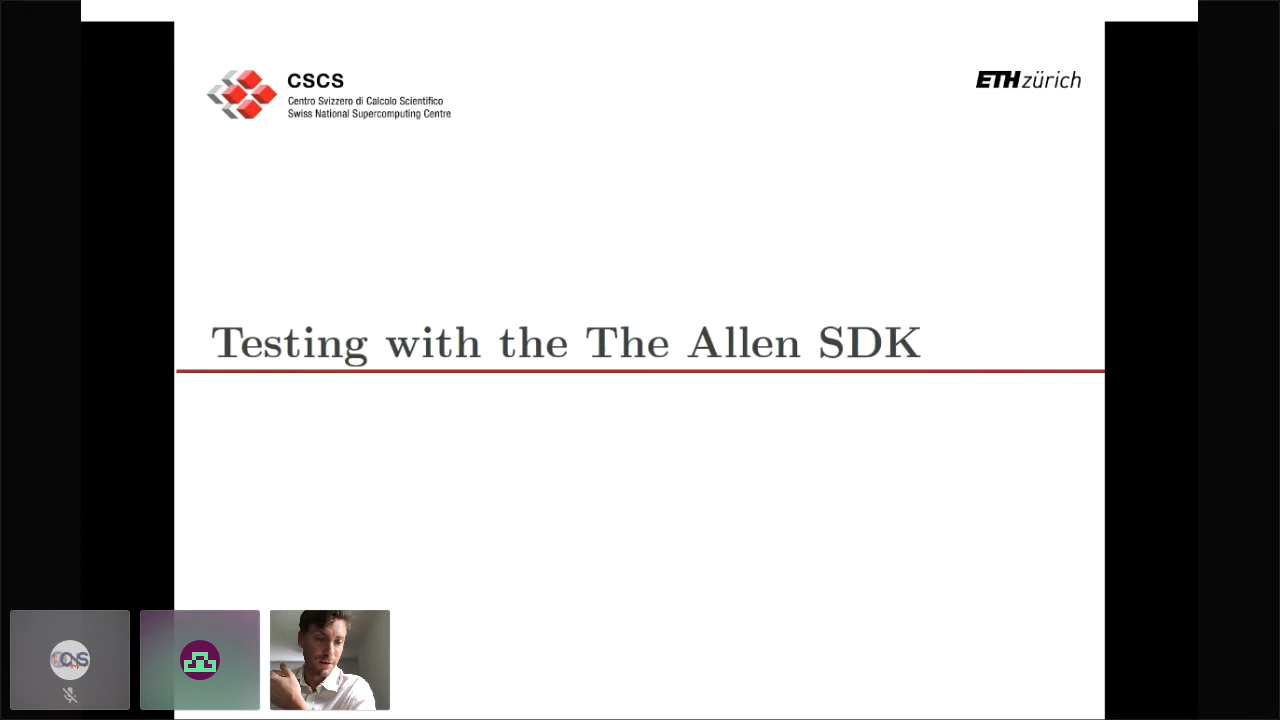 CSCS
Centro Svizzero di Calcolo Scientifico
Swiss National Supercomputing Centre
ETH zürich
Testing with the The Allen SDK